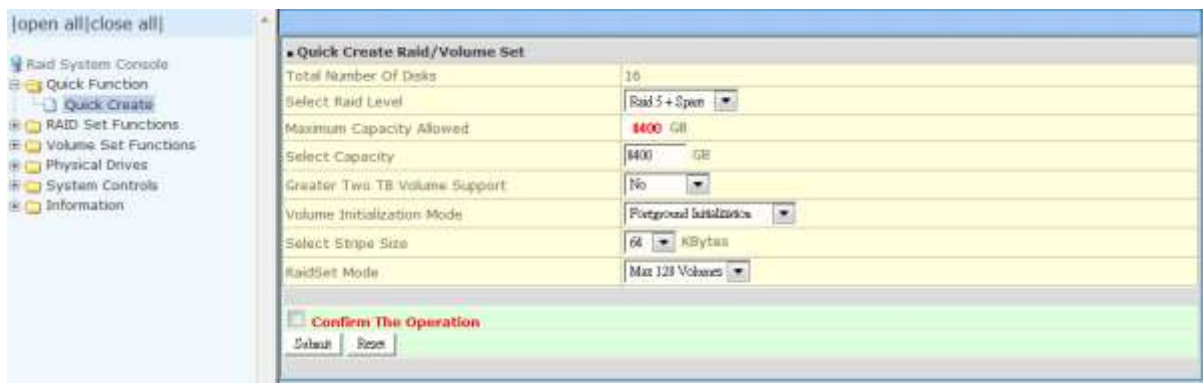 |open all|close all|
Raid System Console
Quick Function
Quick Create
RAID Set Functions
Volume Set Functions
Physical Drives
System Controls
Information
Quick Create Raid/Volume Set
Total Number Of Disks 16
Select Raid Level Raid 5 + Spare
Maximum Capacity Allowed 8400 GB
Select Capacity 8400 GB
Greater Two TB Volume Support No
Volume Initialization Mode Foreground Initialization
Select Stripe Size 64 KBytes
RaidSet Mode Max 128 Volumes
Confirm The Operation
Submit Reset